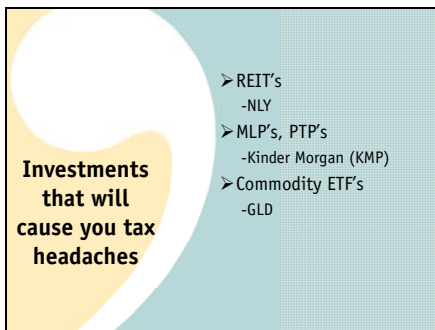 Investments
that will
cause you tax
headaches
➢REIT's
-NLY
➢MLP's, PTP's
-Kinder Morgan (KMP)
➢Commodity ETF's
-GLD